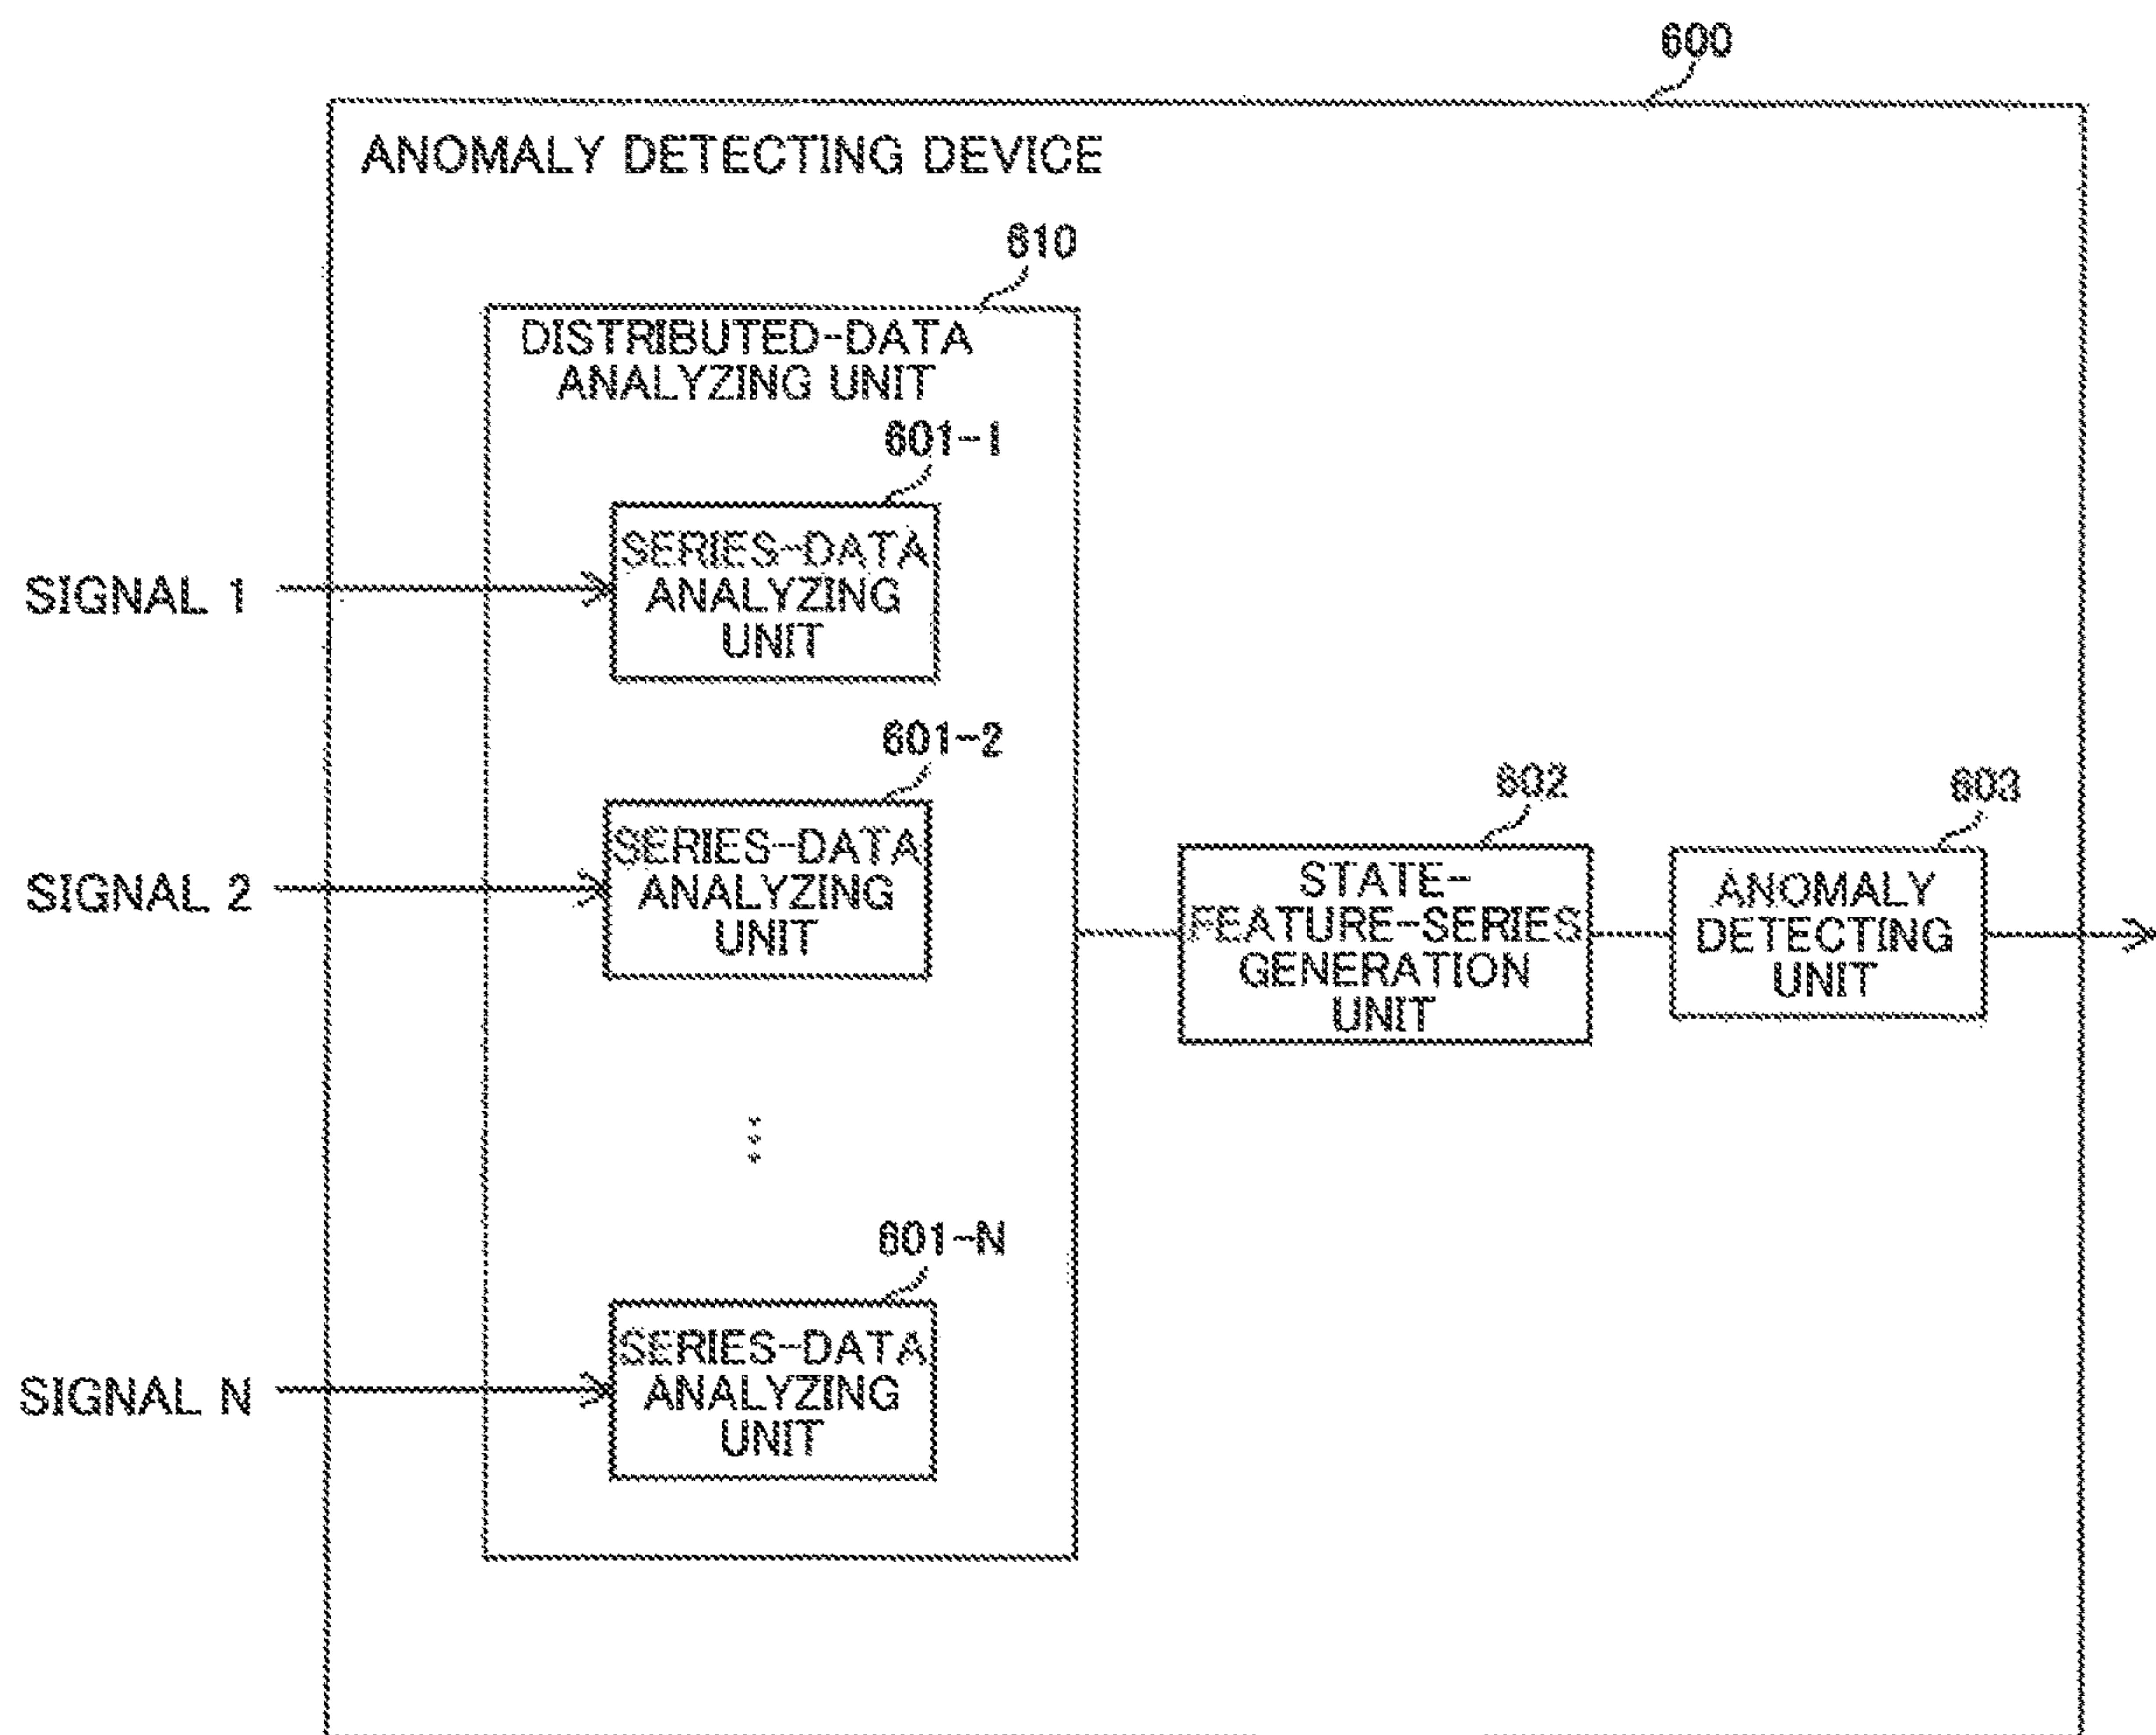 600
ANOMALY DETECTING DEVICE
610
DISTRIBUTED-DATA
ANALYZING UNIT
601-1
SERIES-DATA
ANALYZING
UNIT
SIGNAL 1
601-2
SERIES-DATA
ANALYZING
UNIT
SIGNAL 2
602
STATE-
FEATURE-SERIES
GENERATION
UNIT
603
ANOMALY
DETECTING
UNIT
601-N
SERIES-DATA
ANALYZING
UNIT
SIGNAL N